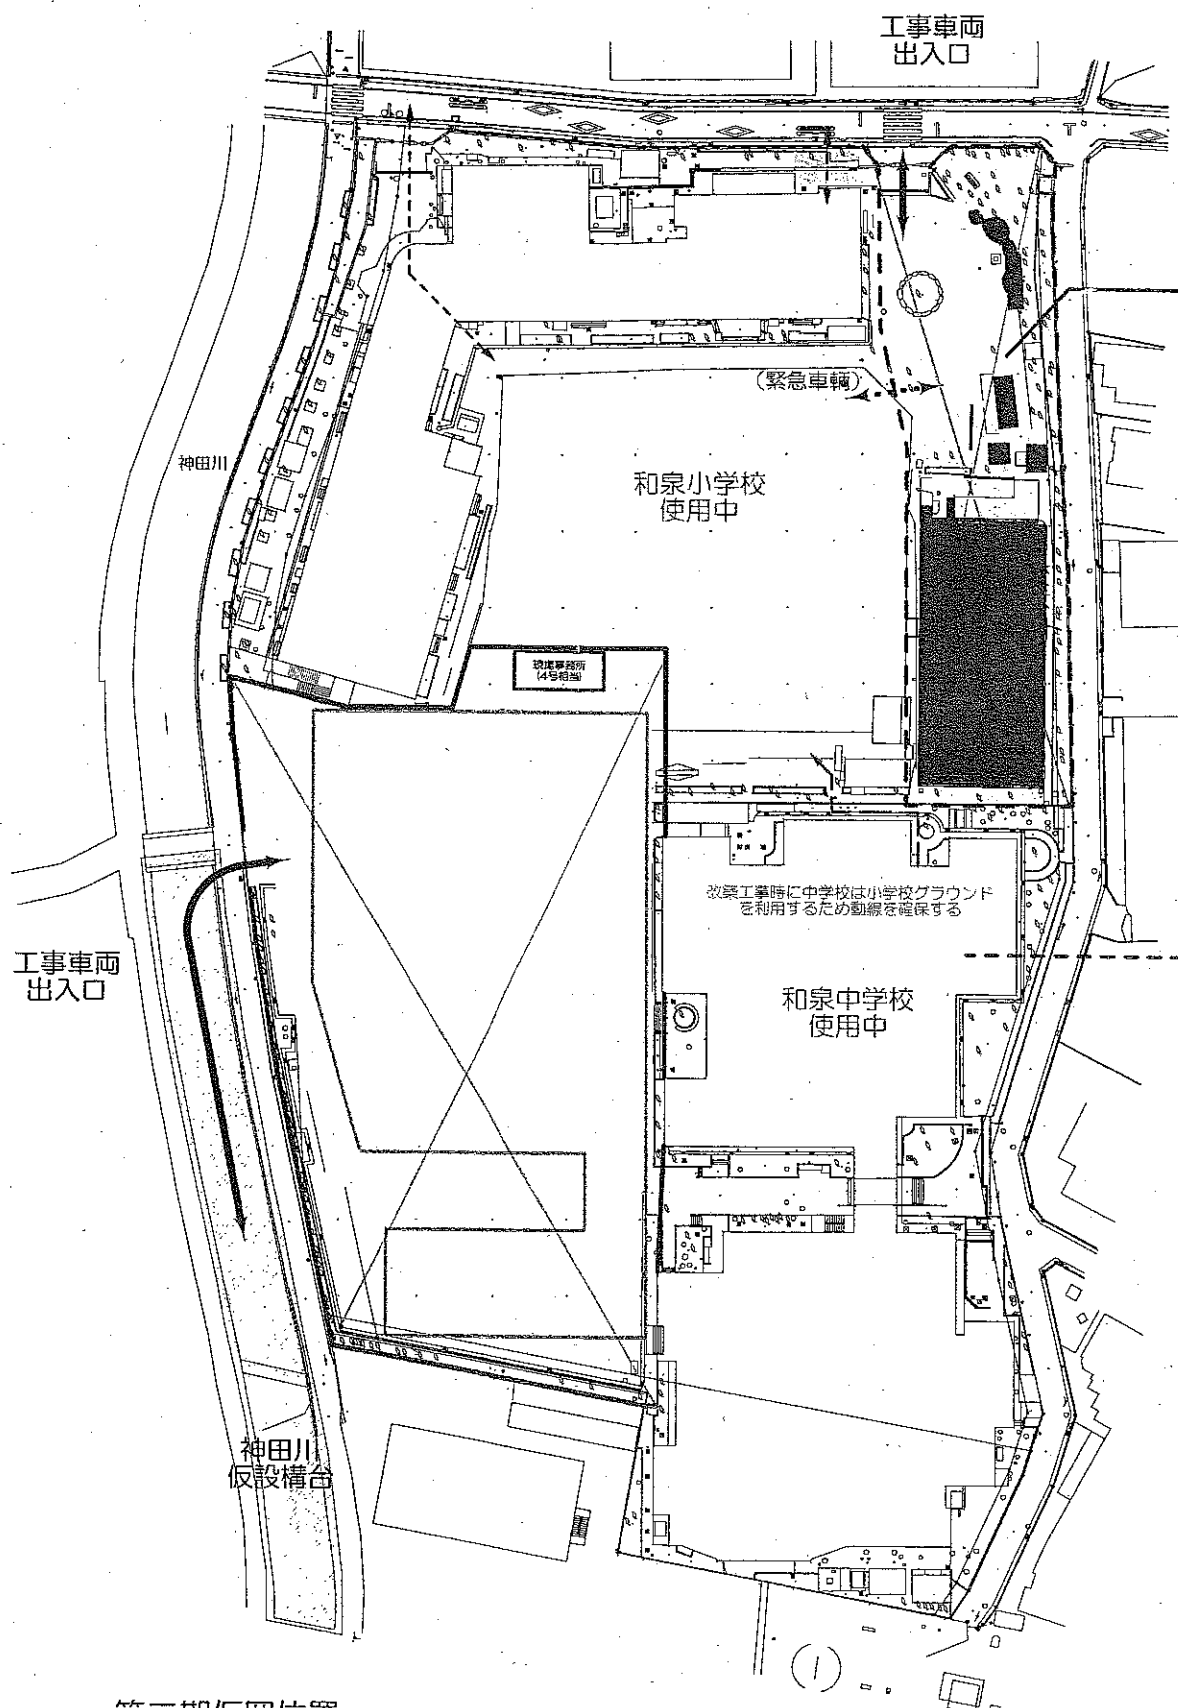 工事車両
出入口
(緊急車輌)
神田川
和泉小学校
使用中
現場事務所
(4号相当)
改築工事時に中学校は小学校グラウンド
を利用するため動線を確保する
工事車両
出入口
和泉中学校
使用中
神田川
仮設構台